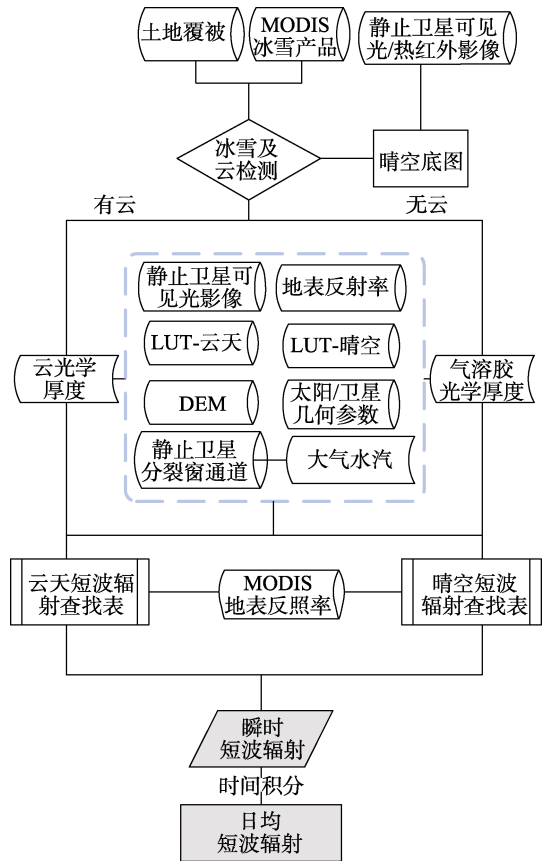 土地覆被
MODIS
冰雪产品
静止卫星可见
光/热红外影像
冰雪及
云检测
晴空底图
有云
无云
静止卫星可
见光影像
地表反射率
LUT-云天
LUT-晴空
云光学
厚度
气溶胶
光学厚度
DEM
太阳/卫星
几何参数
静止卫星
分裂窗通道
大气水汽
云天短波辐
射查找表
MODIS
地表反照率
晴空短波
辐射查找表
瞬时
短波辐射
时间积分
日均
短波辐射